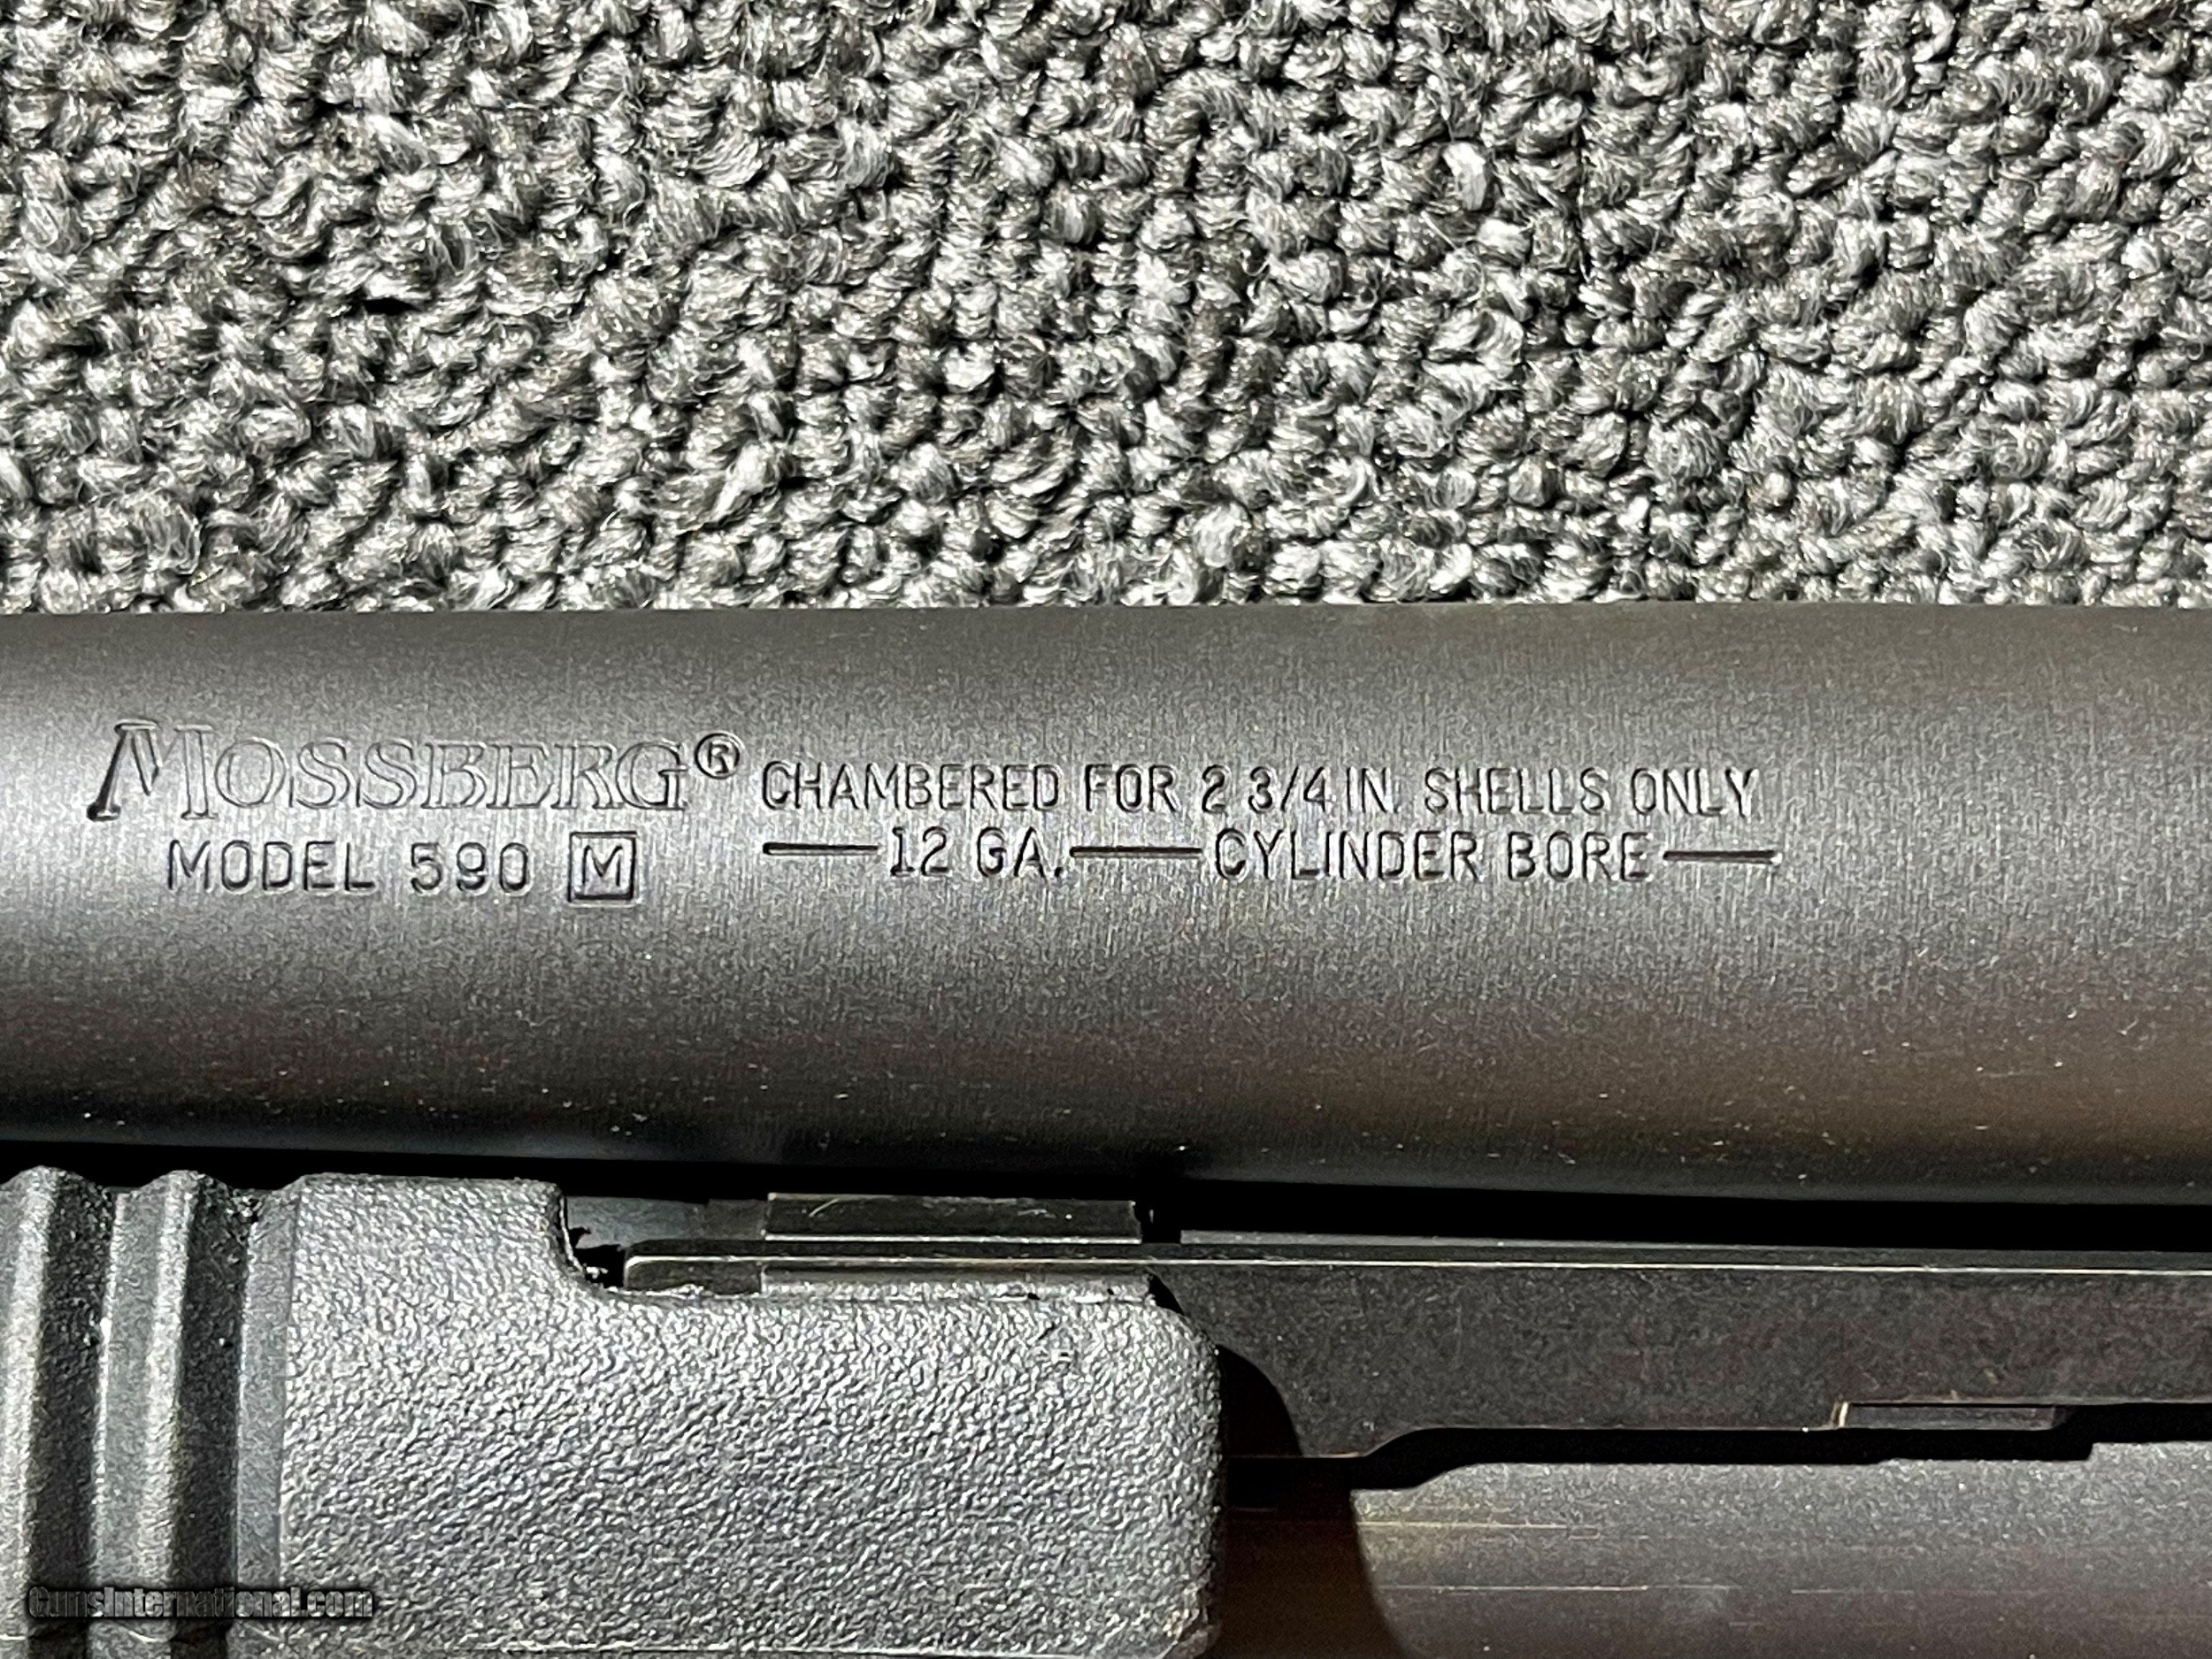 MOSSBERG® CHAMBERED FOR 2 3/4 IN. SHELLS ONLY
MODEL 590 M —12 GA.—CYLINDER BORE—
GunsInternational.com